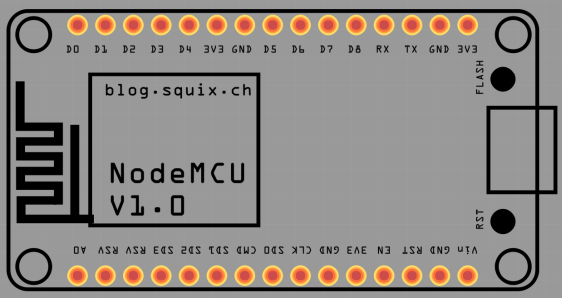 D0 D1 D2 D3 D4 3V3 GND D5 D6 D7 D8 RX TX GND 3V3
FLASH
blog.squix.ch
NodeMCU
V1.0
RST
A0 RSV RSV SD3 SD2 SD1 CMD SD0 CLK GND 3V3 EN RST GND Vin